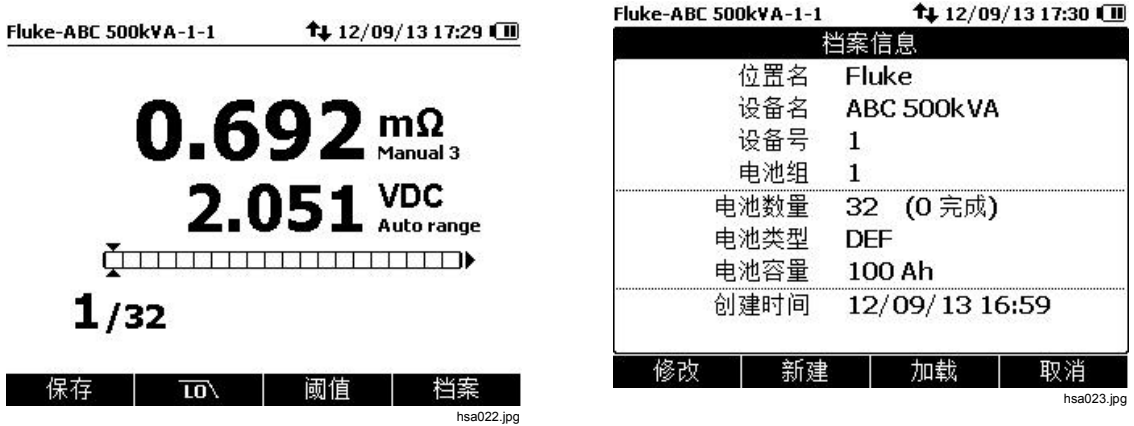 Fluke-ABC 500kVA-1-1 12/09/13 17:29
0.692 mΩ
Manual 3
2.051 VDC
Auto range
1/32
保存 LO 阈值 档案
hsa022.jpg
Fluke-ABC 500kVA-1-1 12/09/13 17:30
档案信息
位置名 Fluke
设备名 ABC 500kVA
设备号 1
电池组 1
电池数量 32 (0 完成)
电池类型 DEF
电池容量 100 Ah
创建时间 12/09/13 16:59
修改 新建 加载 取消
hsa023.jpg